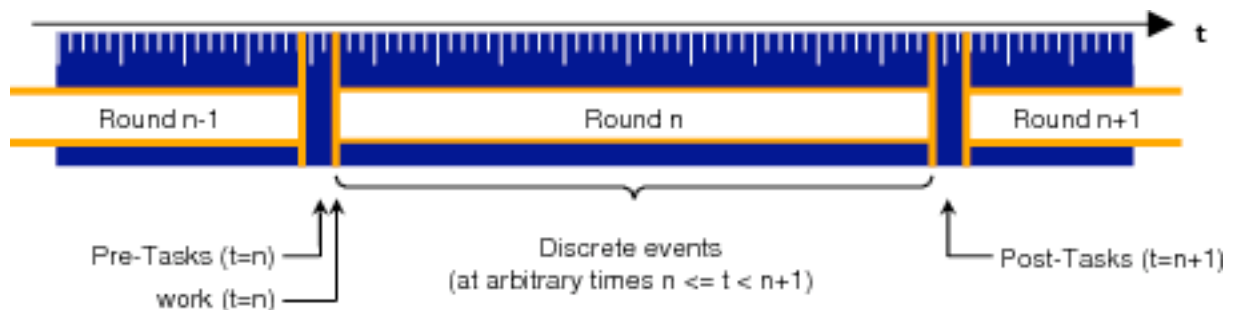 t
Round n-1
Round n
Round n+1
Pre-Tasks (t=n)
work (t=n)
Discrete events
(at arbitrary times n <= t < n+1)
Post-Tasks (t=n+1)